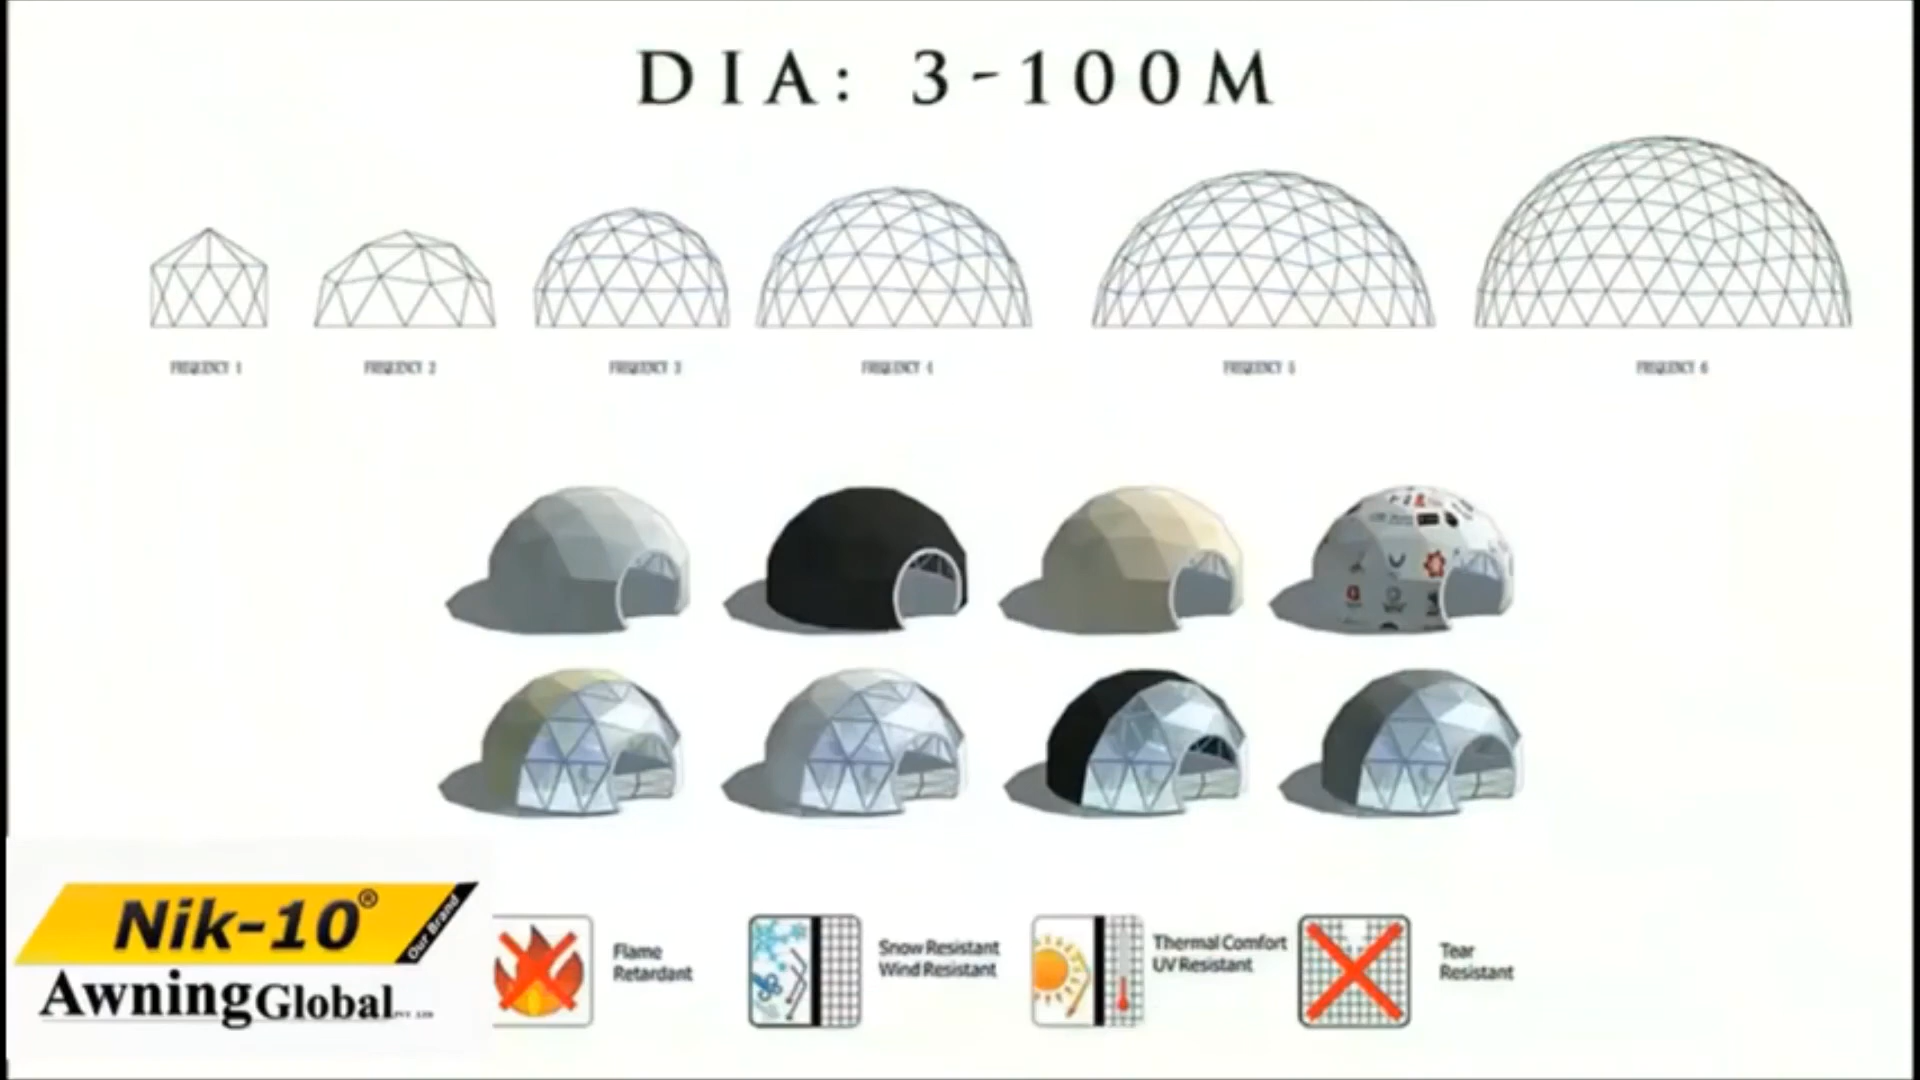 DIA: 3-100M
FREQUENCY 1
FREQUENCY 2
FREQUENCY 3
FREQUENCY 4
FREQUENCY 5
FREQUENCY 6
Nik-10®
Our Brand
Awning Global
Flame
Retardant
Snow Resistant
Wind Resistant
Thermal Comfort
UV Resistant
Tear
Resistant